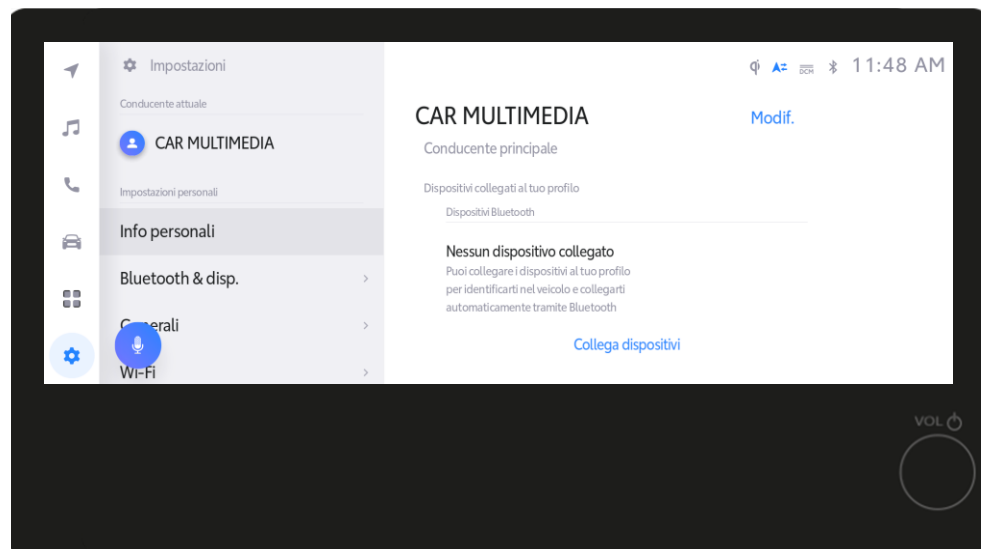 Impostazioni
DCM
11:48 AM
Conducente attuale
CAR MULTIMEDIA
Impostazioni personali
Info personali
Bluetooth & disp.
Generali
Wi-Fi
CAR MULTIMEDIA
Modif.
Conducente principale
Dispositivi collegati al tuo profilo
Dispositivi Bluetooth
Nessun dispositivo collegato
Puoi collegare i dispositivi al tuo profilo
per identificarti nel veicolo e collegarti
automaticamente tramite Bluetooth
Collega dispositivi
VOL